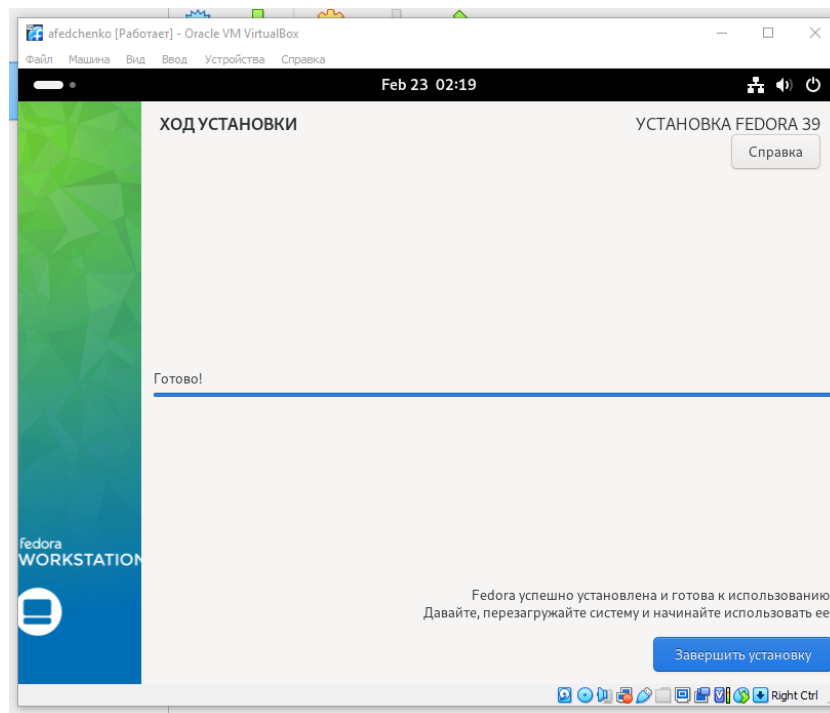 afedchenko [Работает] - Oracle VM VirtualBox
Файл Машина Вид Ввод Устройства Справка
Feb 23 02:19
ХОД УСТАНОВКИ
УСТАНОВКА FEDORA 39
Справка
Готово!
fedora
WORKSTATION
Fedora успешно установлена и готова к использованию
Давайте, перезагружайте систему и начинайте использовать ее
Завершить установку
Right Ctrl